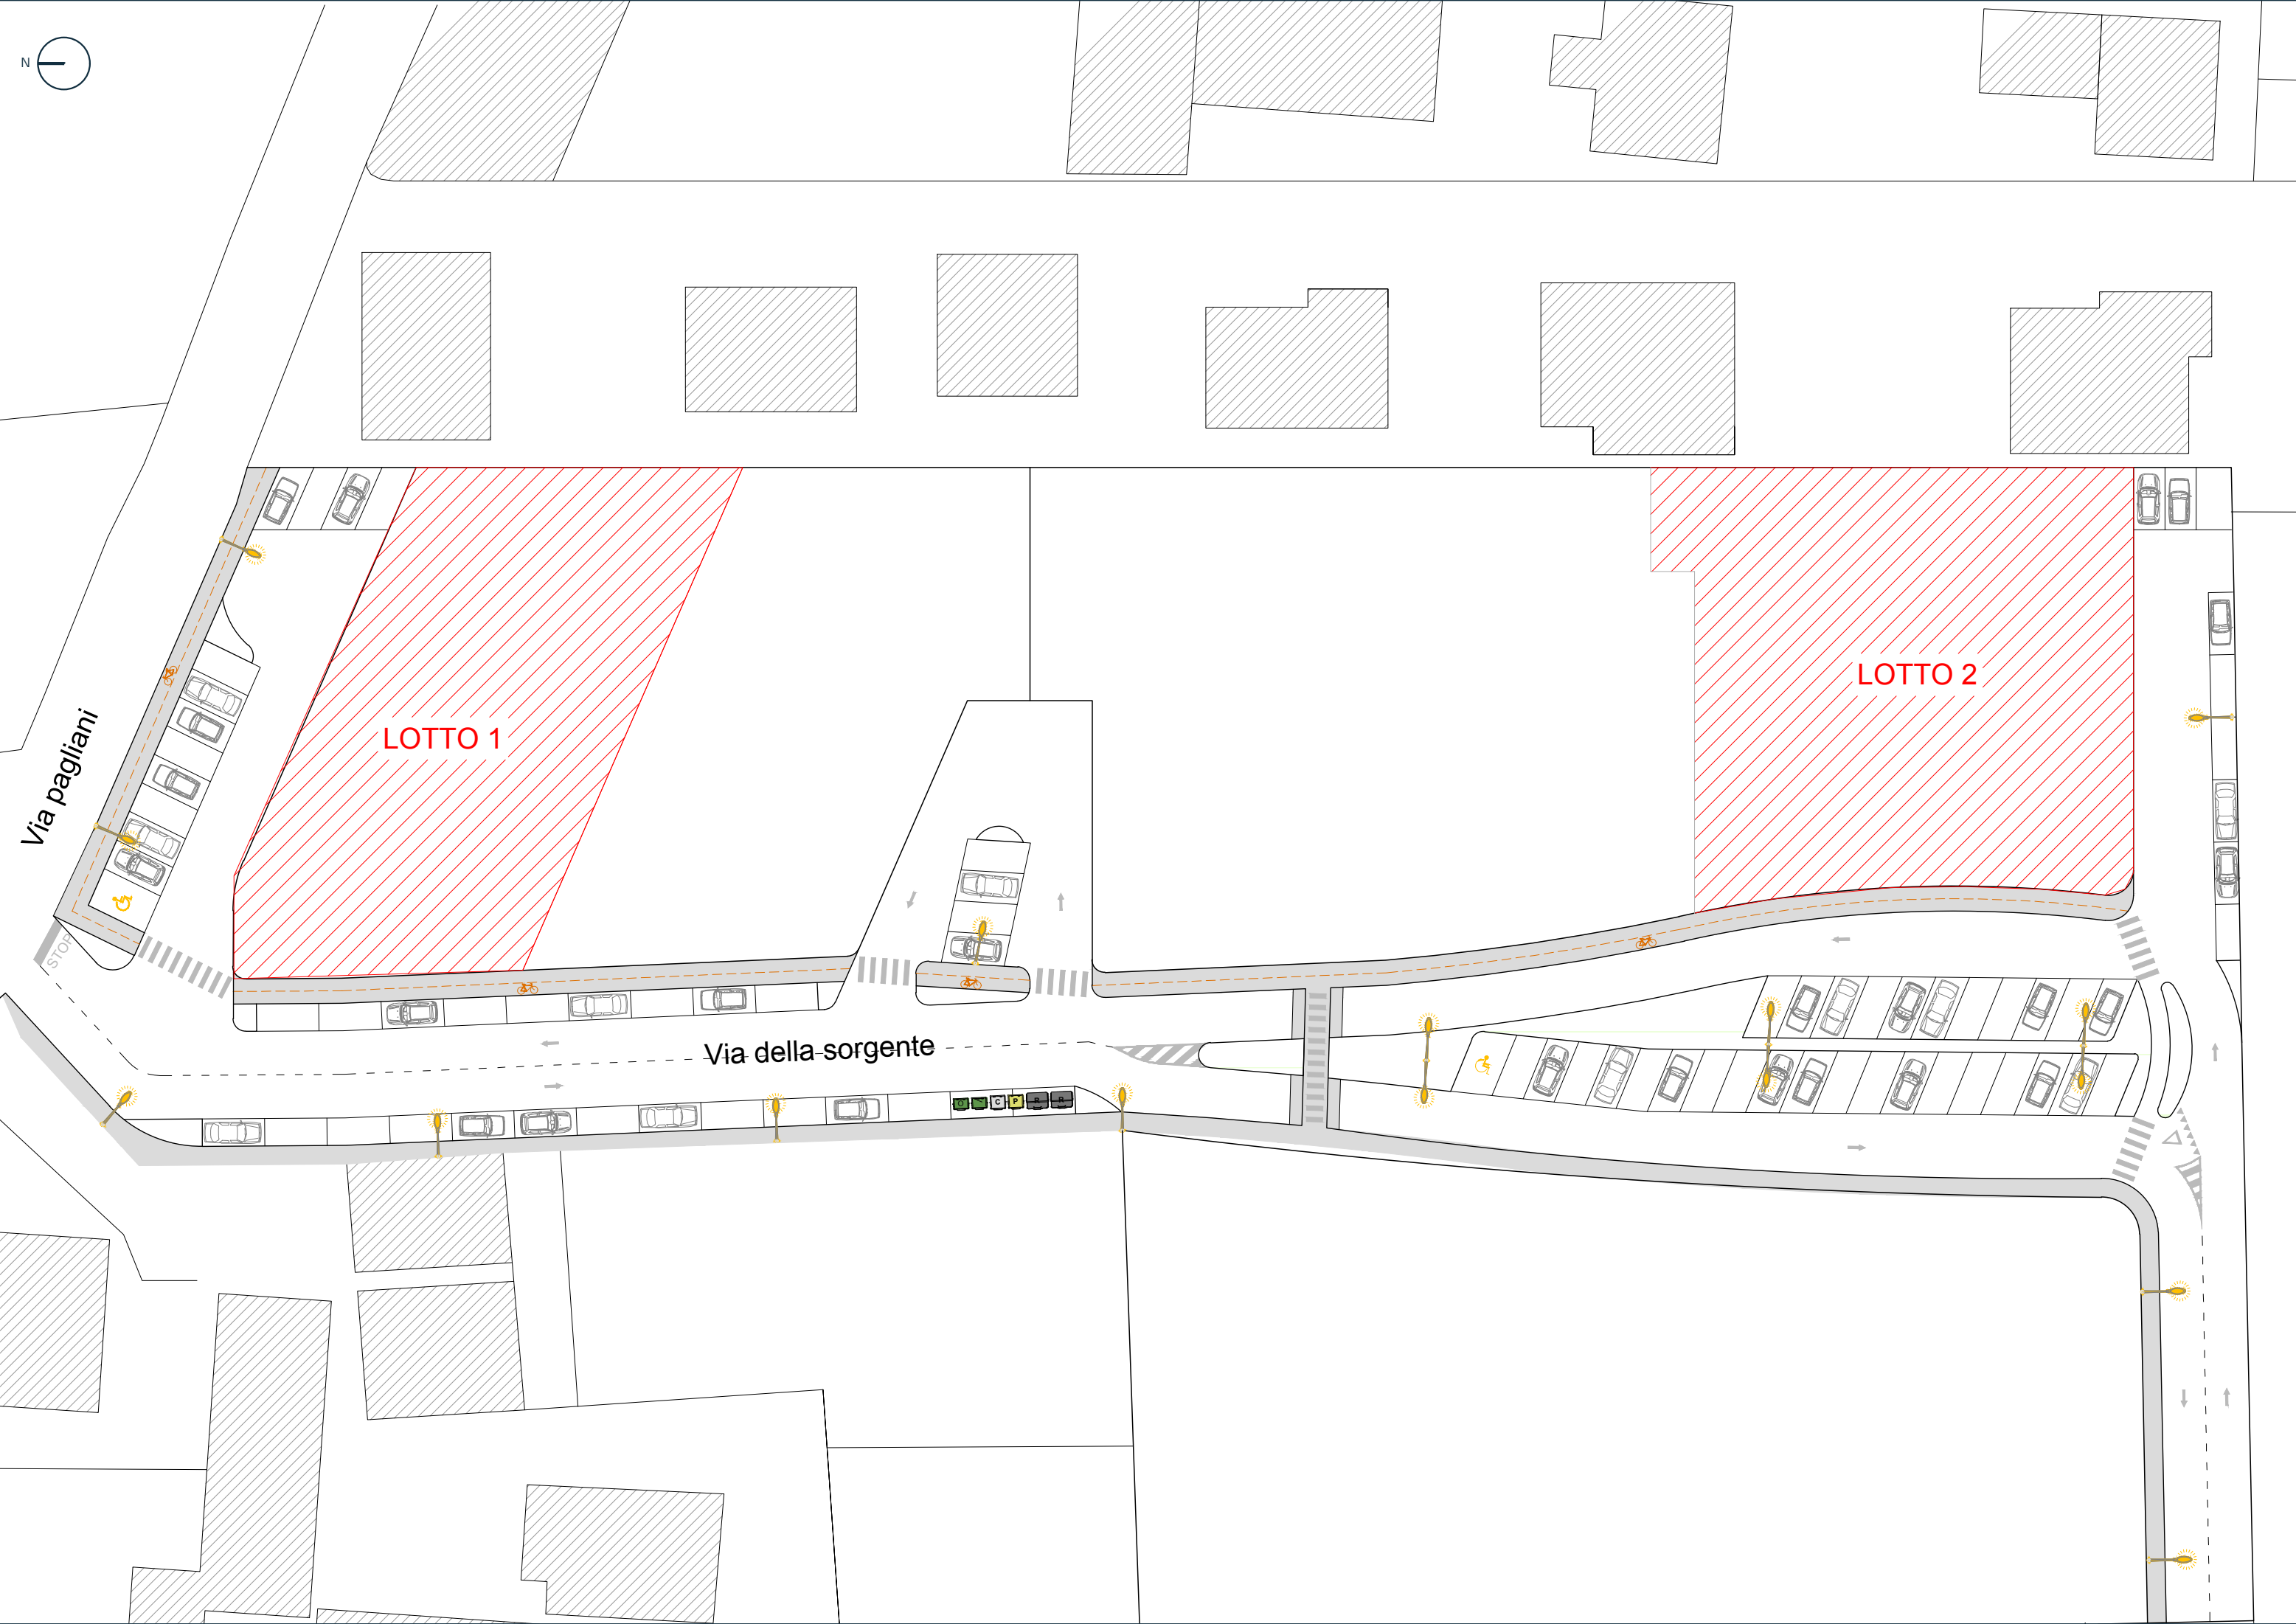 N
LOTTO 2
LOTTO 1
Via pagliani
STOP
Via della sorgente
C
P
R
R